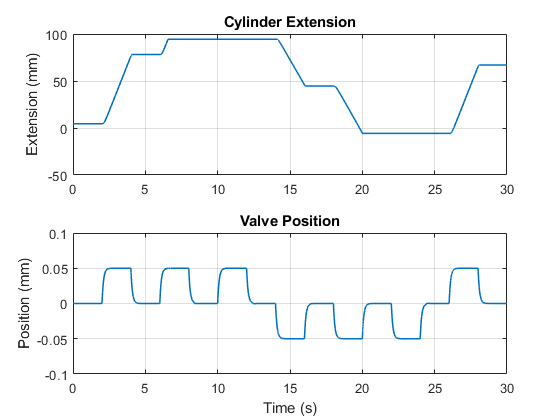 Cylinder Extension
Extension (mm)
100
50
0
-50
0 5 10 15 20 25 30
Valve Position
Position (mm)
0.1
0.05
0
-0.05
-0.1
0 5 10 15 20 25 30
Time (s)